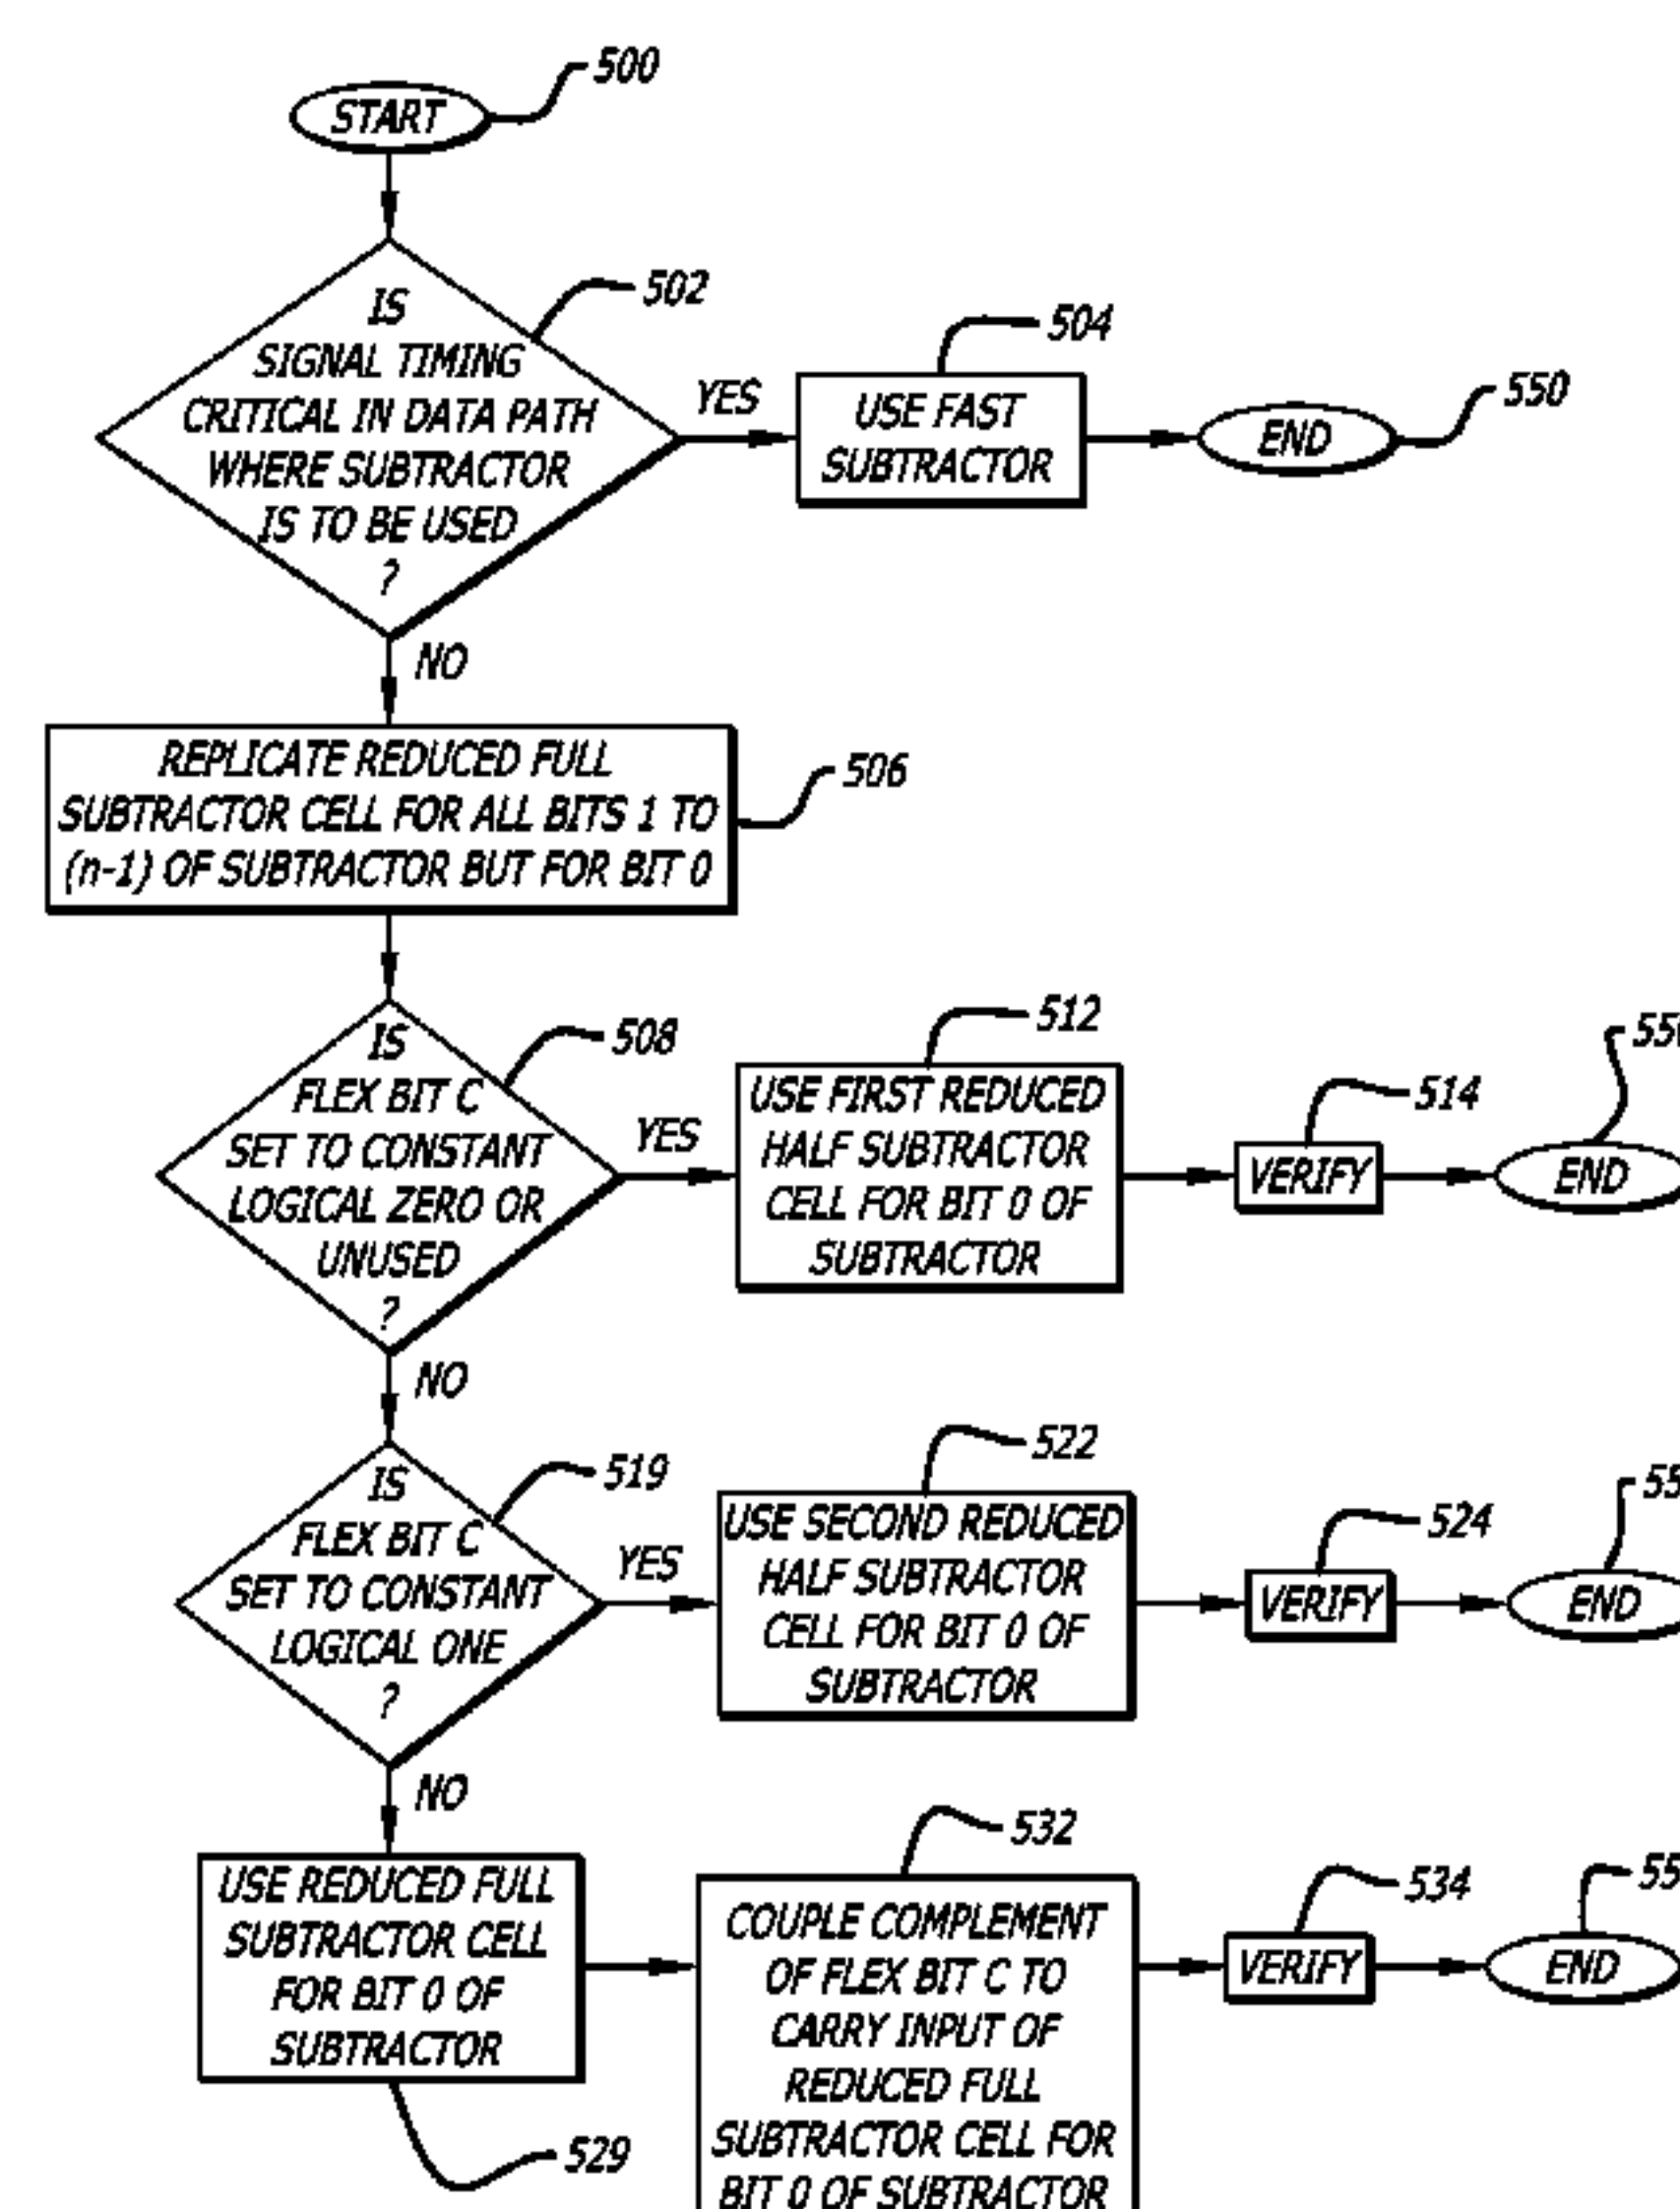 500
START
502
IS
SIGNAL TIMING
CRITICAL IN DATA PATH
WHERE SUBTRACTOR
IS TO BE USED
?
YES
504
USE FAST
SUBTRACTOR
550
END
NO
REPLICATE REDUCED FULL
SUBTRACTOR CELL FOR ALL BITS 1 TO
(n-1) OF SUBTRACTOR BUT FOR BIT 0
506
508
IS
FLEX BIT C
SET TO CONSTANT
LOGICAL ZERO OR
UNUSED
?
YES
512
USE FIRST REDUCED
HALF SUBTRACTOR
CELL FOR BIT 0 OF
SUBTRACTOR
514
VERIFY
END
NO
519
IS
FLEX BIT C
SET TO CONSTANT
LOGICAL ONE
?
YES
522
USE SECOND REDUCED
HALF SUBTRACTOR
CELL FOR BIT 0 OF
SUBTRACTOR
524
VERIFY
END
NO
USE REDUCED FULL
SUBTRACTOR CELL
FOR BIT 0 OF
SUBTRACTOR
529
532
COUPLE COMPLEMENT
OF FLEX BIT C TO
CARRY INPUT OF
REDUCED FULL
SUBTRACTOR CELL FOR
BIT 0 OF SUBTRACTOR
534
VERIFY
END